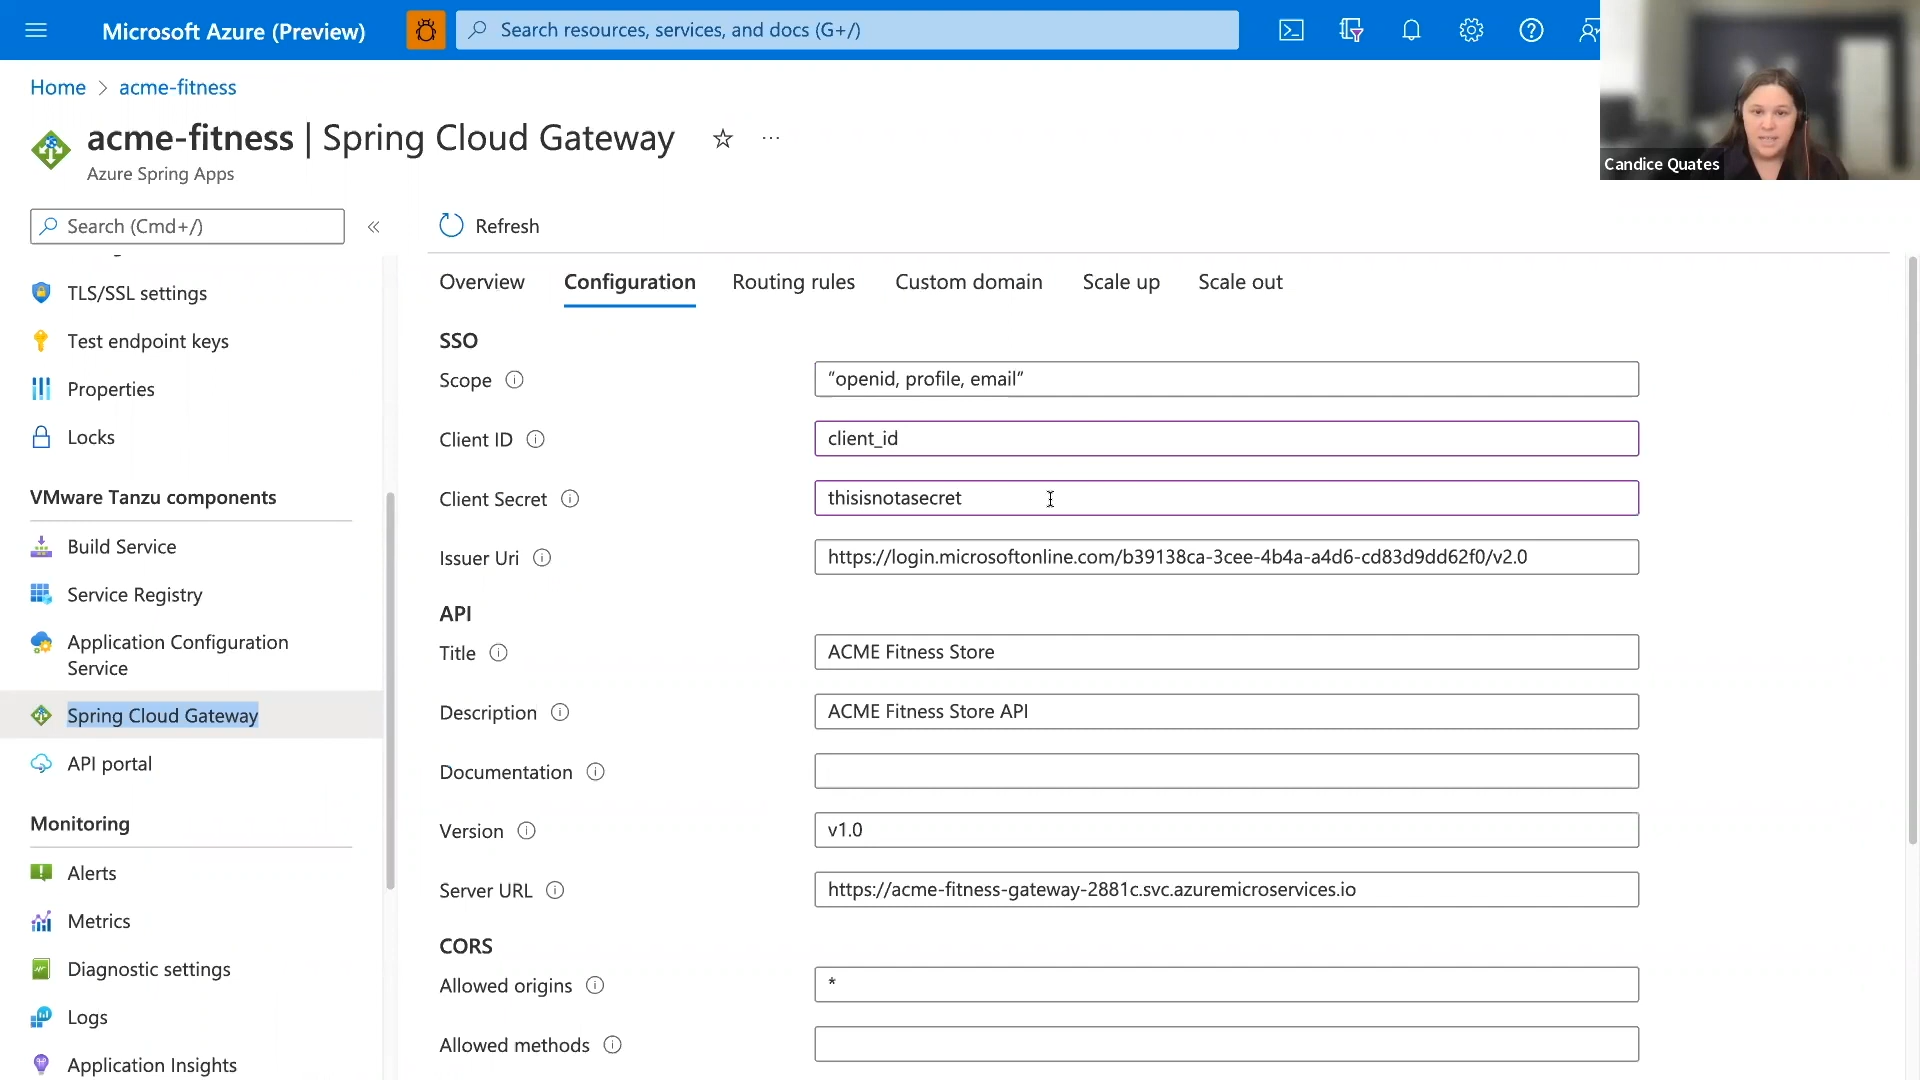 Microsoft Azure (Preview)
Search resources, services, and docs (G+/)
Candice Quates
Home > acme-fitness
acme-fitness | Spring Cloud Gateway
Azure Spring Apps
Search (Cmd+/)
Refresh
TLS/SSL settings
Test endpoint keys
Properties
Locks
VMware Tanzu components
Build Service
Service Registry
Application Configuration
Service
Spring Cloud Gateway
API portal
Monitoring
Alerts
Metrics
Diagnostic settings
Logs
Application Insights
Overview Configuration Routing rules Custom domain Scale up Scale out
SSO
Scope "openid, profile, email"
Client ID client_id
Client Secret thisisnotasecret
Issuer Uri https://login.microsoftonline.com/b39138ca-3cee-4b4a-a4d6-cd83d9dd62f0/v2.0
API
Title ACME Fitness Store
Description ACME Fitness Store API
Documentation
Version v1.0
Server URL https://acme-fitness-gateway-2881c.svc.azuremicroservices.io
CORS
Allowed origins *
Allowed methods